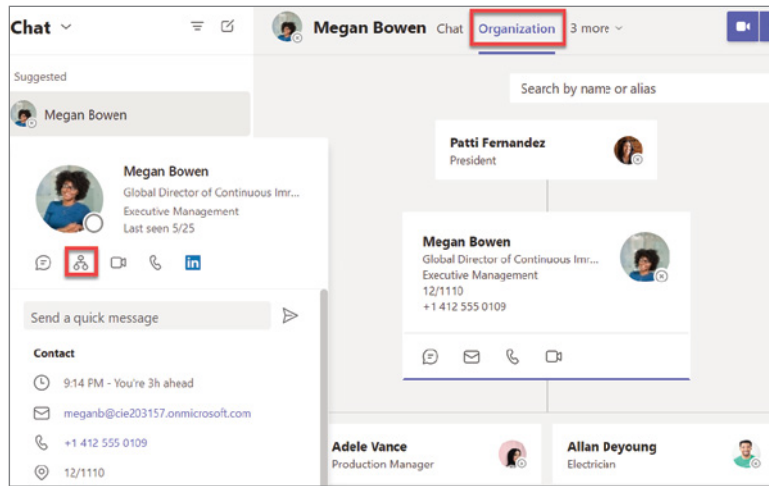 Chat
Megan Bowen Chat Organization 3 more
Suggested
Search by name or alias
Megan Bowen
Patti Fernandez
President
Megan Bowen
Global Director of Continuous Imr...
Executive Management
Last seen 5/25
in
Megan Bowen
Global Director of Continuous Imr...
Executive Management
12/1110
+1 412 555 0109
Send a quick message
Contact
9:14 PM - You're 3h ahead
meganb@cie203157.onmicrosoft.com
+1 412 555 0109
12/1110
Adele Vance
Production Manager
Allan Deyoung
Electrician